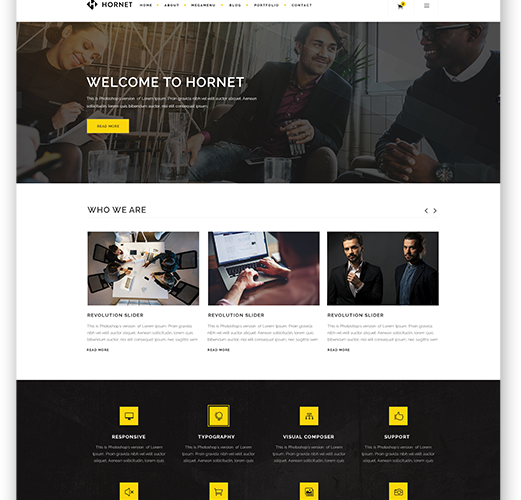 HORNET HOME ABOUT MEGAMENU BLOG PORTFOLIO CONTACT
WELCOME TO HORNET
This is Photoshop's version of Lorem Ipsum. Proin gravida nibh vel velit auctor aliquet. Aenean
sollicitudin, lorem quis bibendum auctor, nisi elit consequat ipsum.
READ MORE
WHO WE ARE
REVOLUTION SLIDER
This is Photoshop's version of Lorem Ipsum. Proin gravida
nibh vel velit auctor aliquet. Aenean sollicitudin, lorem quis
bibendum auctor, nisi elit consequat ipsum, nec sagittis sem
READ MORE
REVOLUTION SLIDER
This is Photoshop's version of Lorem Ipsum. Proin gravida
nibh vel velit auctor aliquet. Aenean sollicitudin, lorem quis
bibendum auctor, nisi elit consequat ipsum, nec sagittis sem
READ MORE
REVOLUTION SLIDER
This is Photoshop's version of Lorem Ipsum. Proin gravida
nibh vel velit auctor aliquet. Aenean sollicitudin, lorem quis
bibendum auctor, nisi elit consequat ipsum, nec sagittis sem
READ MORE
RESPONSIVE
This is Photoshop's version of Lorem
Ipsum. Proin gravida nibh vel velit auctor
aliquet. Aenean sollicitudin, lorem quis
TYPOGRAPHY
This is Photoshop's version of Lorem
Ipsum. Proin gravida nibh vel velit auctor
aliquet. Aenean sollicitudin, lorem quis
VISUAL COMPOSER
This is Photoshop's version of Lorem
Ipsum. Proin gravida nibh vel velit auctor
aliquet. Aenean sollicitudin, lorem quis
SUPPORT
This is Photoshop's version of Lorem
Ipsum. Proin gravida nibh vel velit auctor
aliquet. Aenean sollicitudin, lorem quis